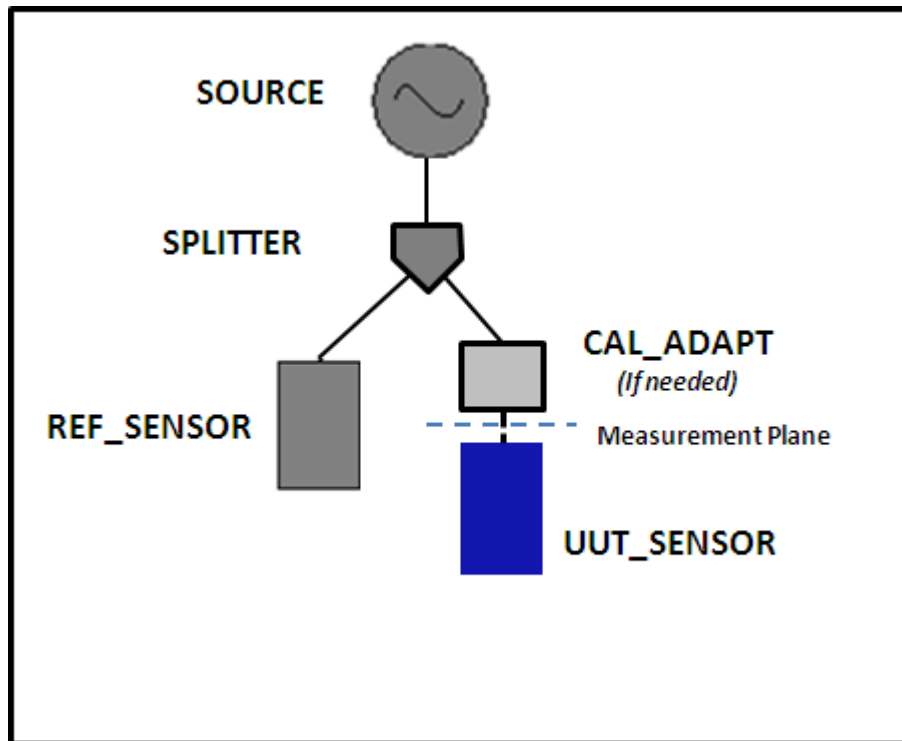 SOURCE
SPLITTER
CAL_ADAPT
(If needed)
REF_SENSOR
Measurement Plane
UUT_SENSOR